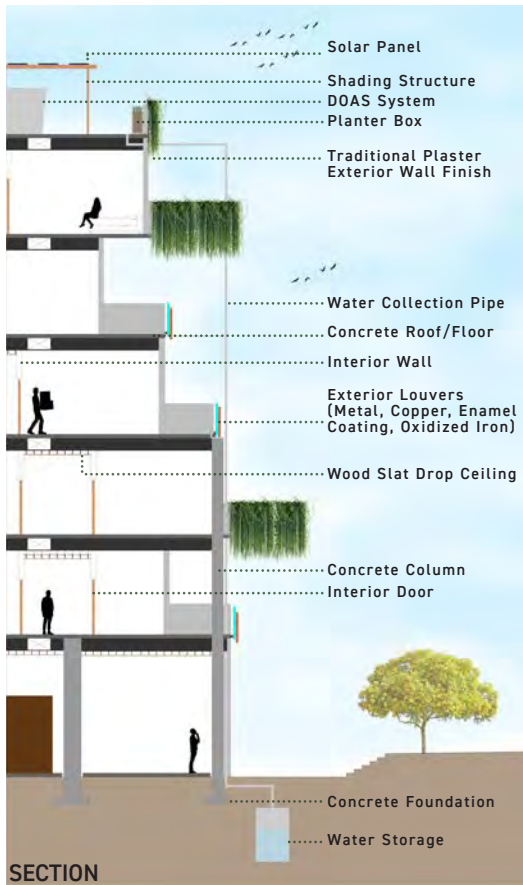 Solar Panel
Shading Structure
DOAS System
Planter Box
Traditional Plaster
Exterior Wall Finish
Water Collection Pipe
Concrete Roof/Floor
Interior Wall
Exterior Louvers
(Metal, Copper, Enamel
Coating, Oxidized Iron)
Wood Slat Drop Ceiling
Concrete Column
Interior Door
Concrete Foundation
Water Storage
SECTION